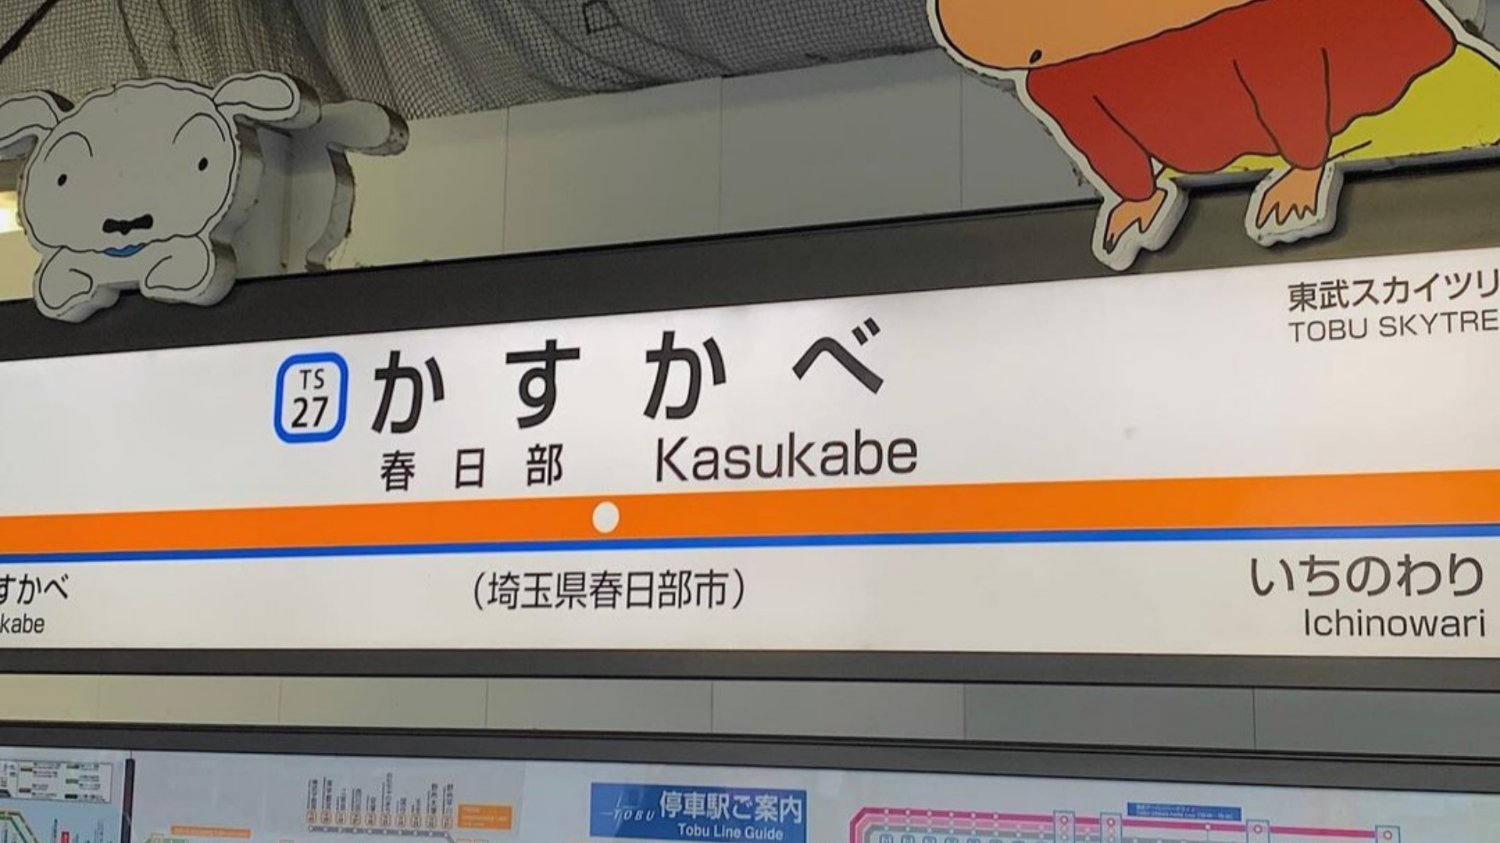 東武スカイツリ
TOBU SKYTRE
TS
27
かすかべ
春日部 Kasukabe
すかべ
kabe
(埼玉県春日部市)
いちのわり
Ichinowari
TOBU 停車駅ご案内
Tobu Line Guide